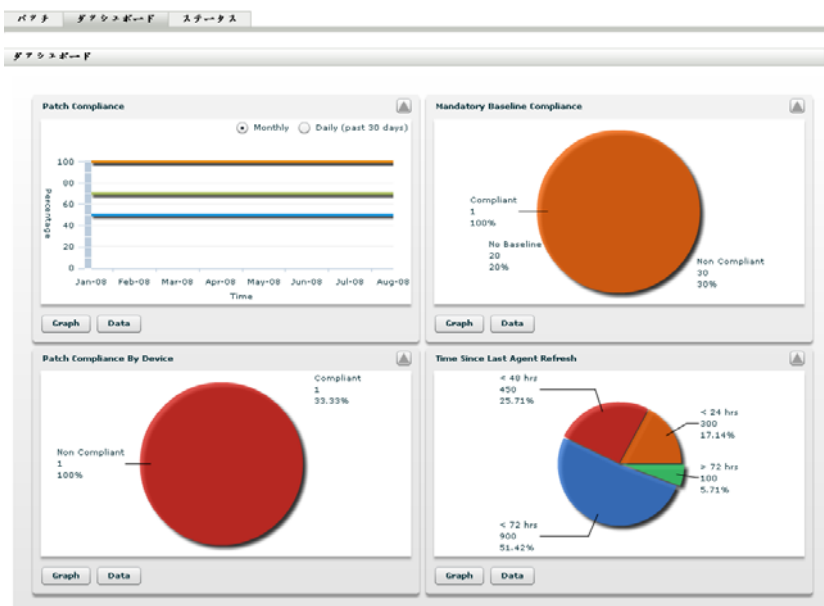 パッチ ダッシュボード ステータス
ダッシュボード
Patch Compliance
Monthly Daily (past 30 days)
100
80
60
40
20
0
Percentage
Jan-08 Feb-08 Mar-08 Apr-08 May-08 Jun-08 Jul-08 Aug-08
Time
Graph Data
Mandatory Baseline Compliance
Compliant
1
100%
No Baseline
20
20%
Non Compliant
30
30%
Graph Data
Patch Compliance By Device
Compliant
1
33.33%
Non Compliant
1
100%
Graph Data
Time Since Last Agent Refresh
< 48 hrs
450
25.71%
< 24 hrs
300
17.14%
> 72 hrs
100
5.71%
< 72 hrs
900
51.42%
Graph Data